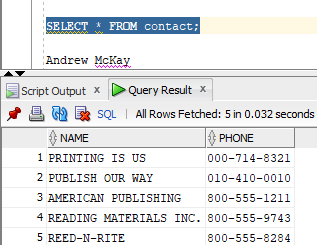 SELECT * FROM contact;
Andrew McKay
Script Output x Query Result x
SQL | All Rows Fetched: 5 in 0.032 seconds
NAME PHONE
1 PRINTING IS US 000-714-8321
2 PUBLISH OUR WAY 010-410-0010
3 AMERICAN PUBLISHING 800-555-1211
4 READING MATERIALS INC. 800-555-9743
5 REED-N-RITE 800-555-8284